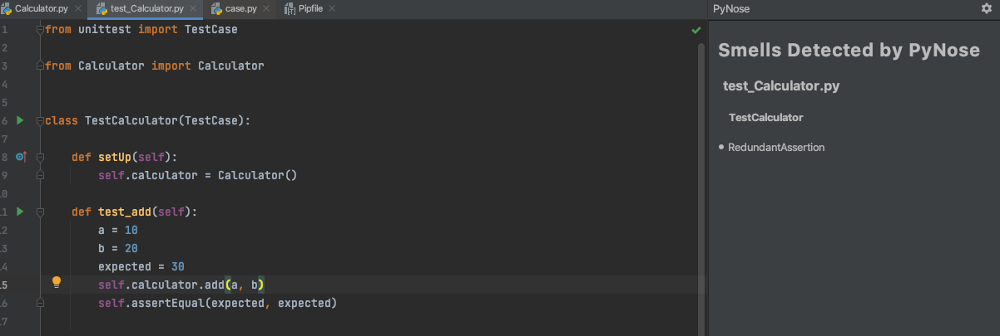 Calculator.py test_Calculator.py case.py Pipfile PyNose
1 from unittest import TestCase
2
3 from Calculator import Calculator
4
5
6 class TestCalculator(TestCase):
7
8 def setUp(self):
9 self.calculator = Calculator()
10
11 def test_add(self):
12 a = 10
13 b = 20
14 expected = 30
15 self.calculator.add(a, b)
16 self.assertEqual(expected, expected)
17
Smells Detected by PyNose
test_Calculator.py
TestCalculator
• RedundantAssertion